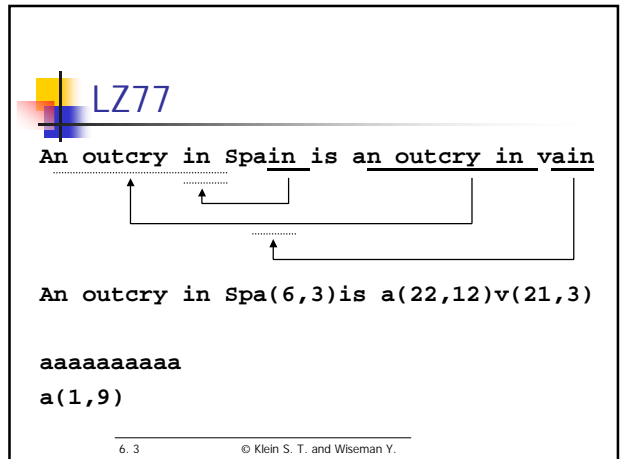 LZ77
An outcry in Spain is an outcry in vain
An outcry in Spa(6,3)is a(22,12)v(21,3)
aaaaaaaaaa
a(1,9)
6. 3 © Klein S. T. and Wiseman Y.